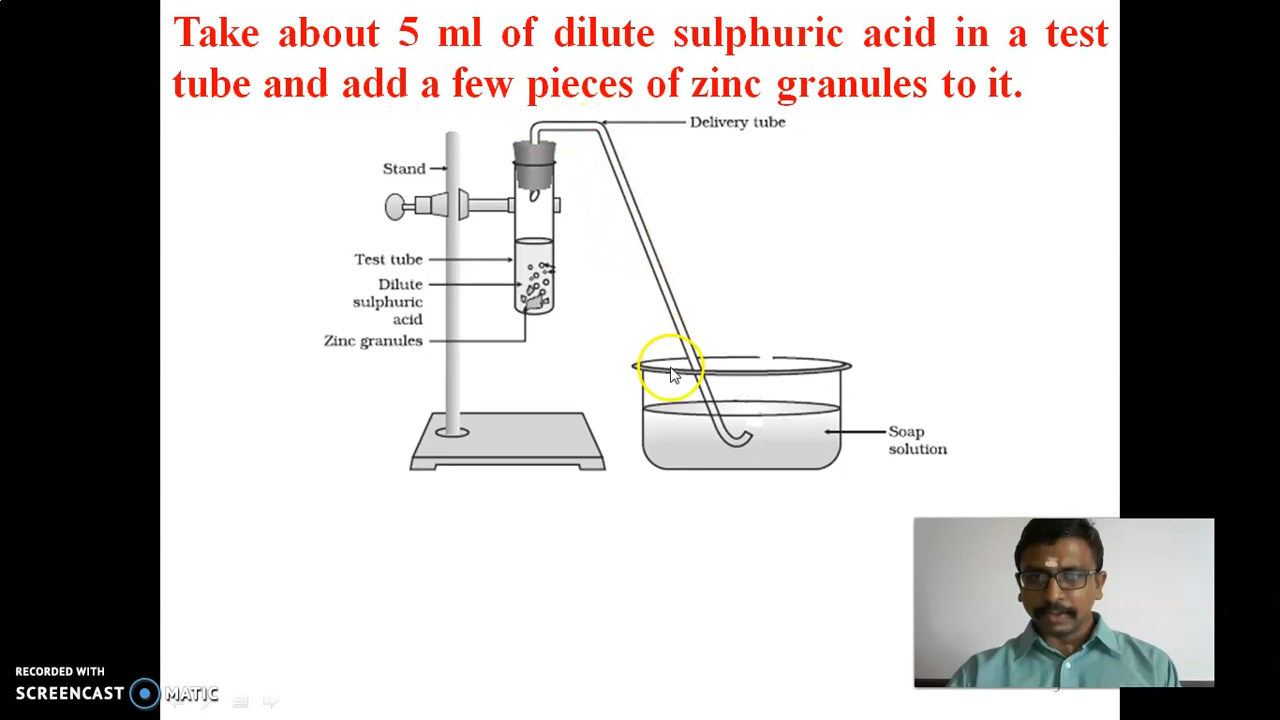 Take about 5 ml of dilute sulphuric acid in a test
tube and add a few pieces of zinc granules to it.
Delivery tube
Stand
Test tube
Dilute
sulphuric
acid
Zinc granules
Soap
solution
RECORDED WITH
SCREENCAST MATIC